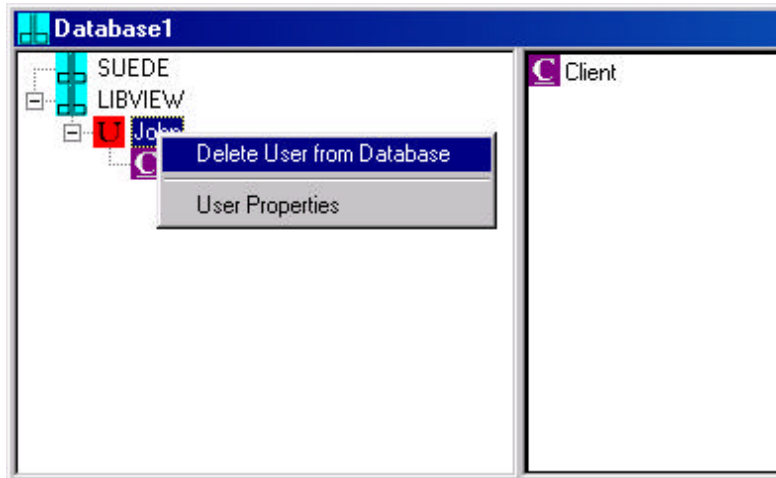 Database1
SUEDE
C Client
LIBVIEW
U John
Delete User from Database
C
User Properties